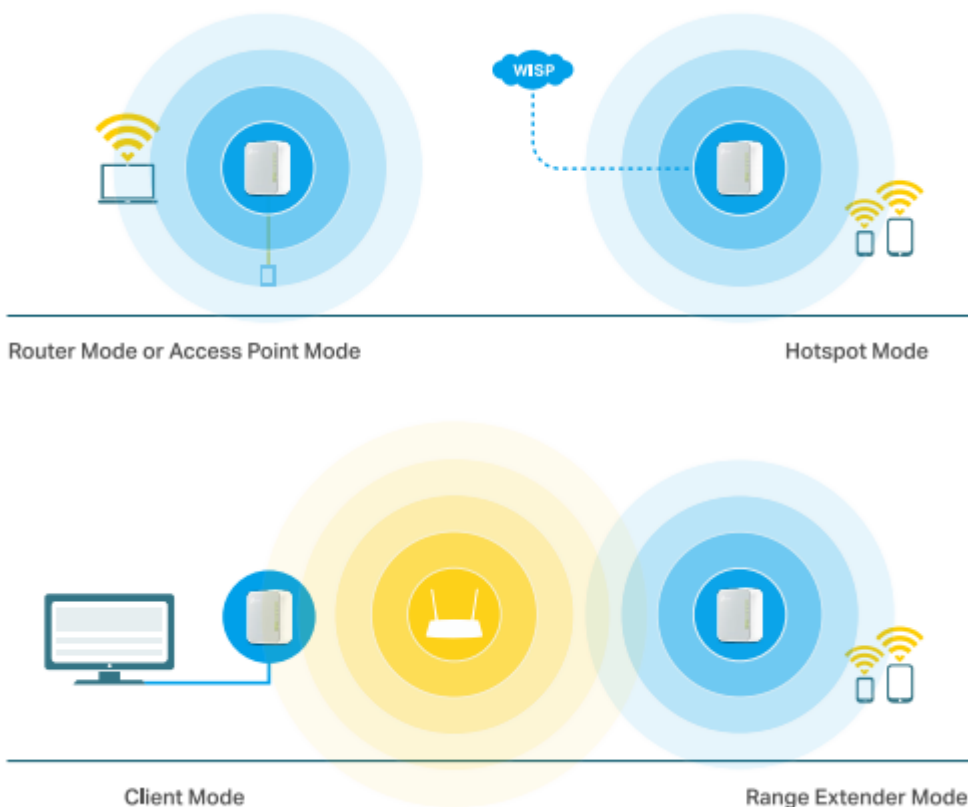 WISP
Router Mode or Access Point Mode
Hotspot Mode
Client Mode
Range Extender Mode